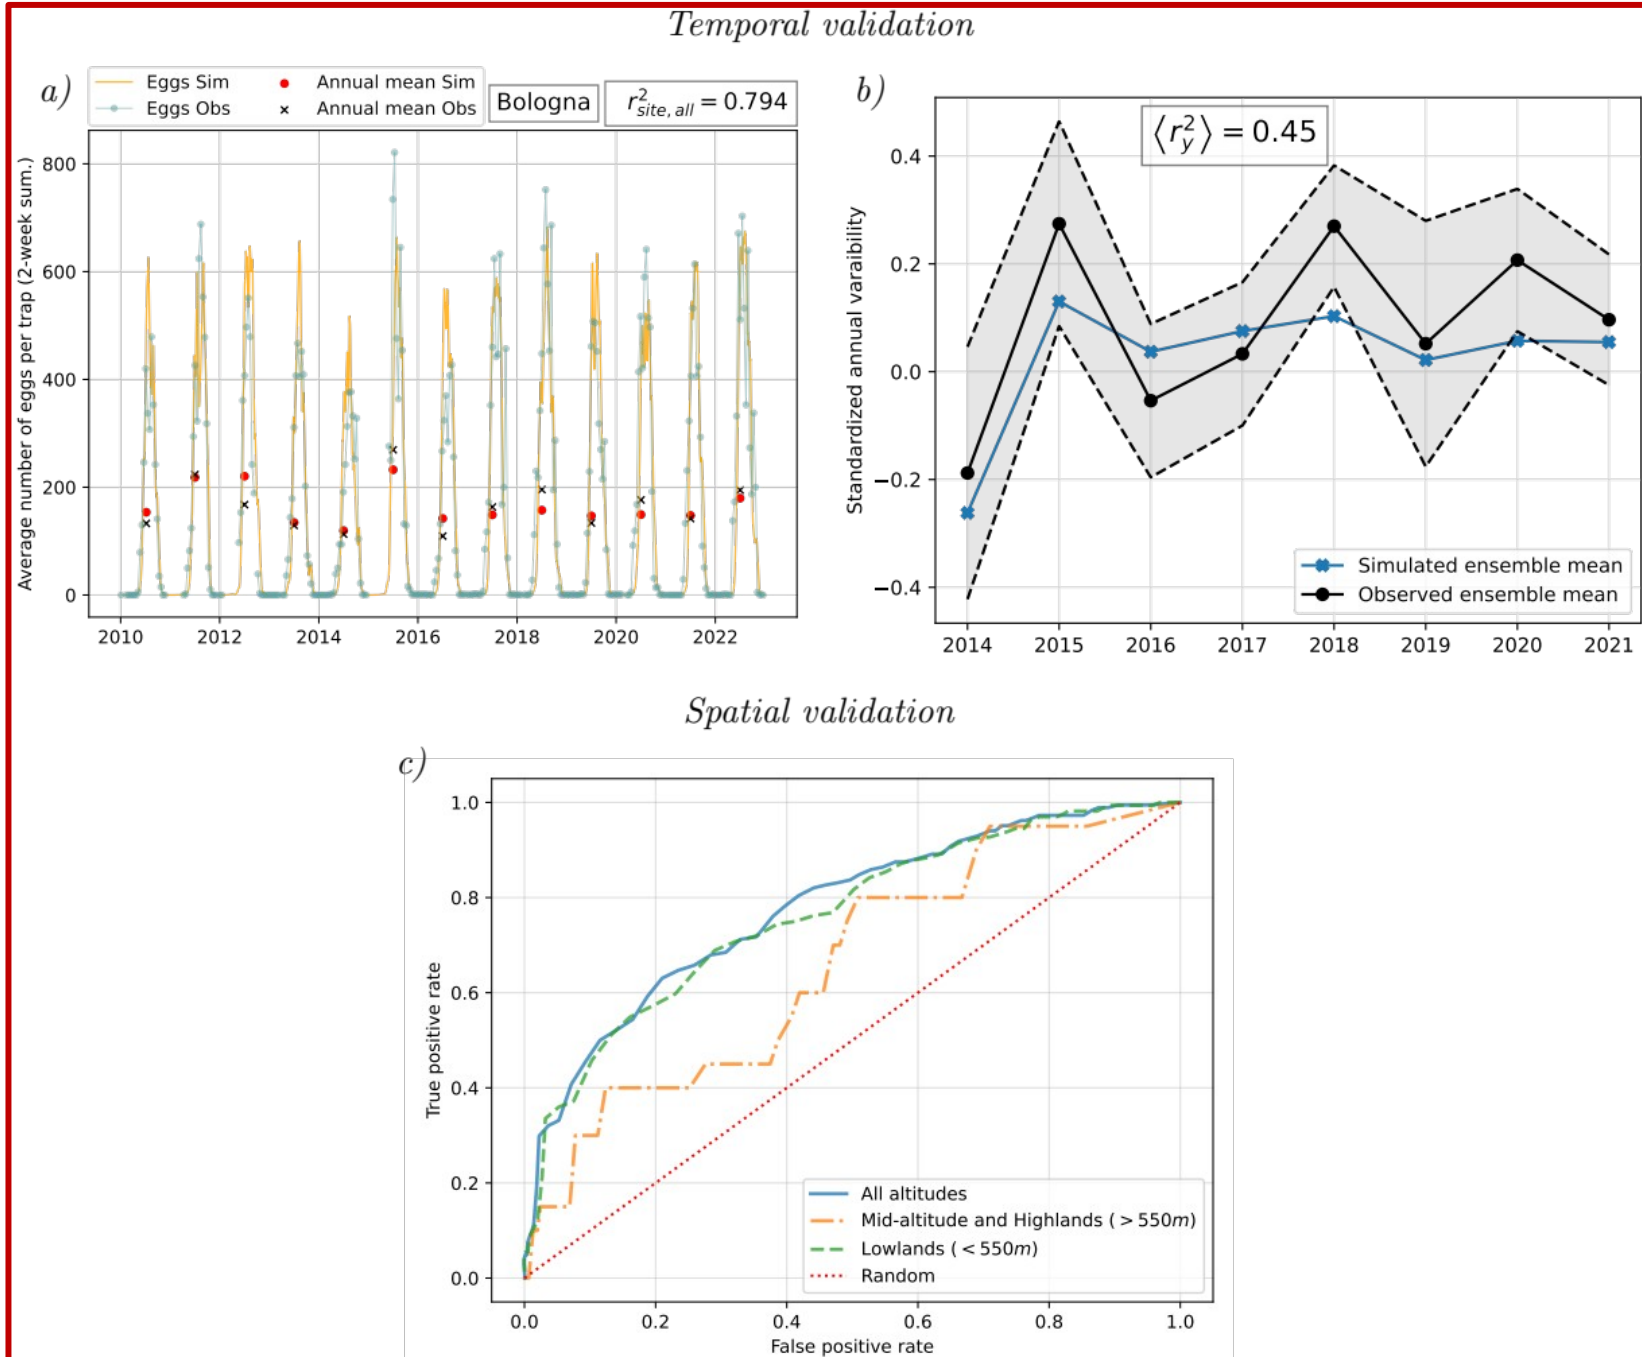 Temporal validation
a)
Eggs Sim
Eggs Obs
Annual mean Sim
Annual mean Obs
Bologna
r²site,all = 0.794
Average number of eggs per trap (2-week sum.)
800
600
400
200
0
2010 2012 2014 2016 2018 2020 2022
b)
⟨r²y⟩ = 0.45
Standardized annual varaibility
0.4
0.2
0.0
−0.2
−0.4
Simulated ensemble mean
Observed ensemble mean
2014 2015 2016 2017 2018 2019 2020 2021
Spatial validation
c)
True positive rate
1.0
0.8
0.6
0.4
0.2
0.0
All altitudes
Mid-altitude and Highlands (> 550m)
Lowlands (< 550m)
Random
0.0 0.2 0.4 0.6 0.8 1.0
False positive rate